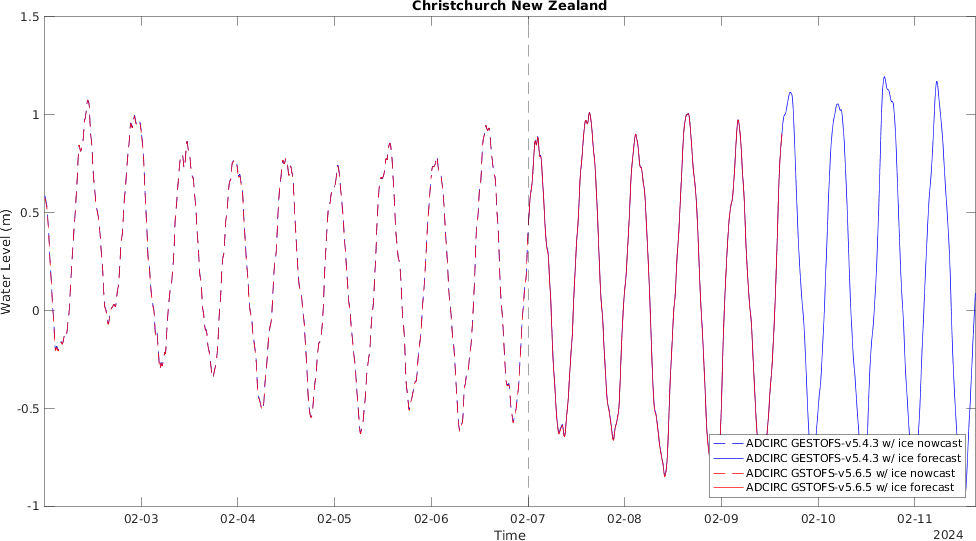 Christchurch New Zealand
1.5
1
0.5
0
-0.5
-1
Water Level (m)
ADCIRC GESTOFS-v5.4.3 w/ ice nowcast
ADCIRC GESTOFS-v5.4.3 w/ ice forecast
ADCIRC GSTOFS-v5.6.5 w/ ice nowcast
ADCIRC GSTOFS-v5.6.5 w/ ice forecast
02-03 02-04 02-05 02-06 02-07 02-08 02-09 02-10 02-11
Time
2024